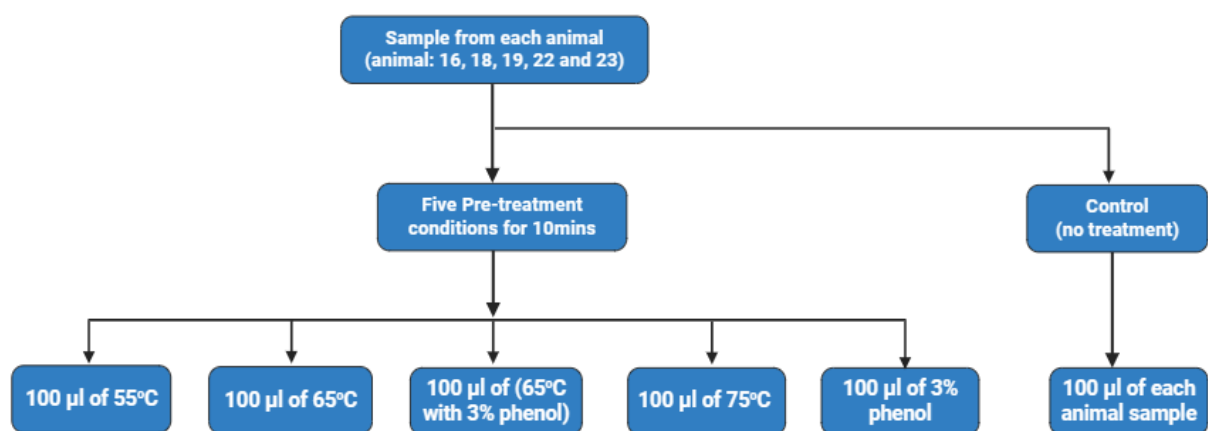 Sample from each animal
(animal: 16, 18, 19, 22 and 23)
Five Pre-treatment
conditions for 10mins
Control
(no treatment)
100 µl of 55ºC
100 µl of 65ºC
100 µl of (65ºC
with 3% phenol)
100 µl of 75ºC
100 µl of 3%
phenol
100 µl of each
animal sample